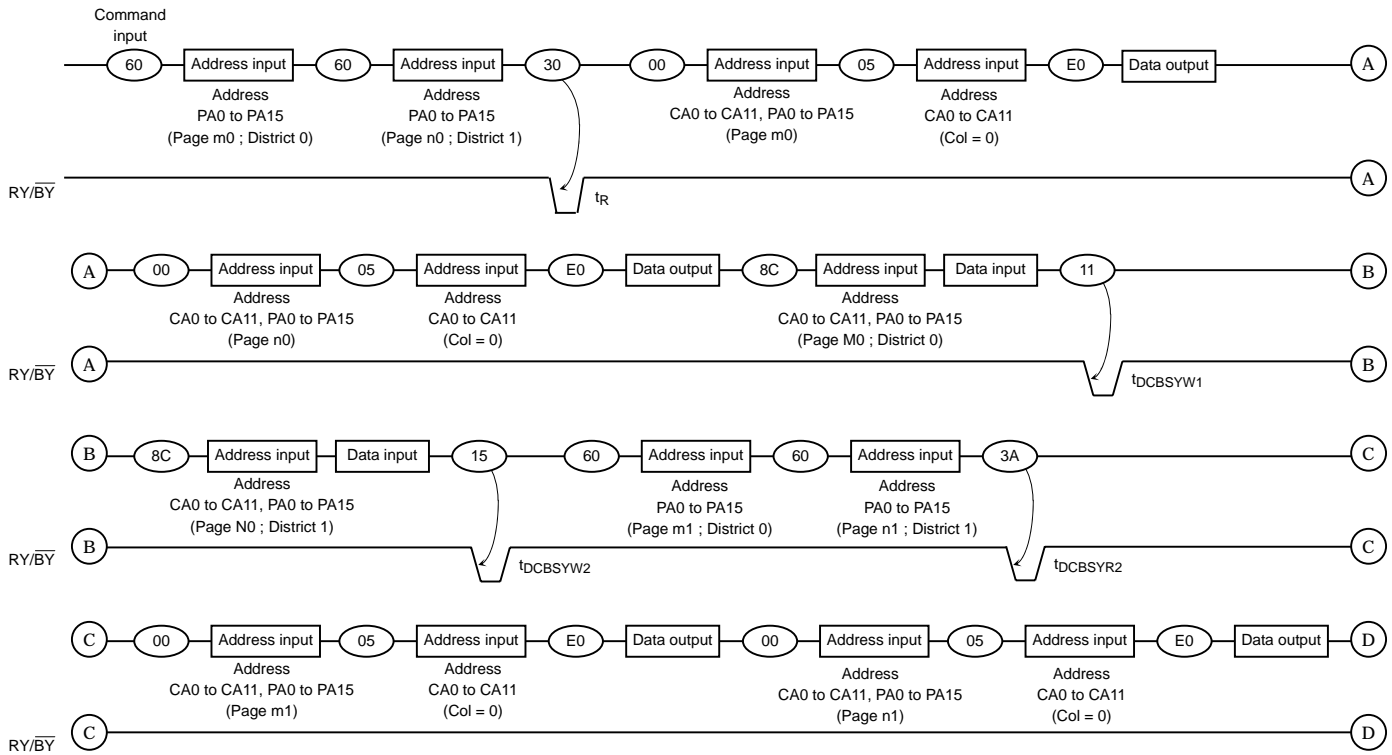 Command
input
60 Address input 60 Address input 30 00 Address input 05 Address input E0 Data output A
Address Address Address Address
PA0 to PA15 PA0 to PA15 CA0 to CA11, PA0 to PA15 CA0 to CA11
(Page m0 ; District 0) (Page n0 ; District 1) (Page m0) (Col = 0)
RY/BY tR A
A 00 Address input 05 Address input E0 Data output 8C Address input Data input 11 B
Address Address Address
CA0 to CA11, PA0 to PA15 CA0 to CA11 CA0 to CA11, PA0 to PA15
(Page n0) (Col = 0) (Page M0 ; District 0)
RY/BY A tDCBSYW1 B
B 8C Address input Data input 15 60 Address input 60 Address input 3A C
Address Address Address
CA0 to CA11, PA0 to PA15 PA0 to PA15 PA0 to PA15
(Page N0 ; District 1) (Page m1 ; District 0) (Page n1 ; District 1)
RY/BY B tDCBSYW2 tDCBSYR2 C
C 00 Address input 05 Address input E0 Data output 00 Address input 05 Address input E0 Data output D
Address Address Address Address
CA0 to CA11, PA0 to PA15 CA0 to CA11 CA0 to CA11, PA0 to PA15 CA0 to CA11
(Page m1) (Col = 0) (Page n1) (Col = 0)
RY/BY C D